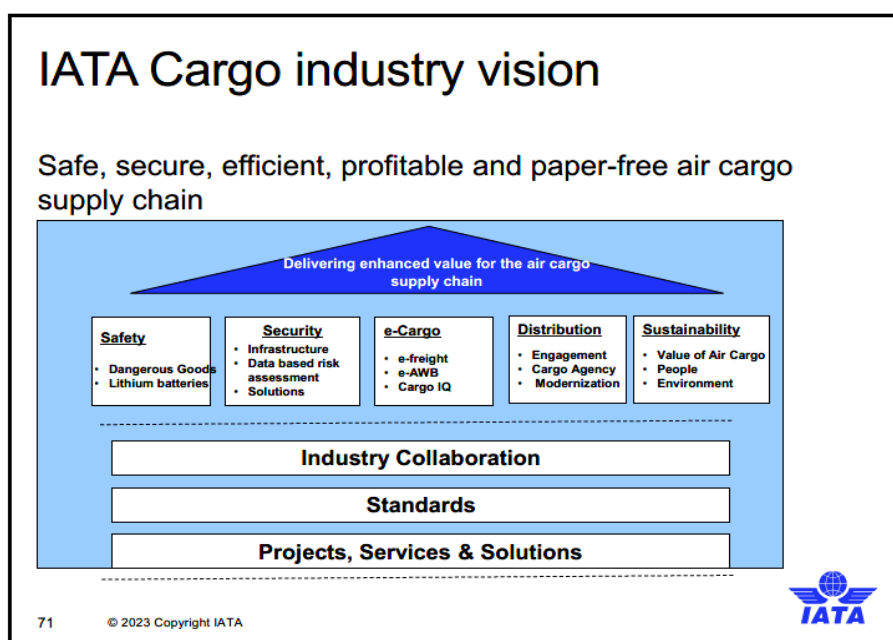 IATA Cargo industry vision
Safe, secure, efficient, profitable and paper-free air cargo
supply chain
Delivering enhanced value for the air cargo
supply chain
Safety
• Dangerous Goods
• Lithium batteries
Security
• Infrastructure
• Data based risk
assessment
• Solutions
e-Cargo
• e-freight
• e-AWB
• Cargo IQ
Distribution
• Engagement
• Cargo Agency
• Modernization
Sustainability
• Value of Air Cargo
• People
• Environment
Industry Collaboration
Standards
Projects, Services & Solutions
71 © 2023 Copyright IATA
IATA